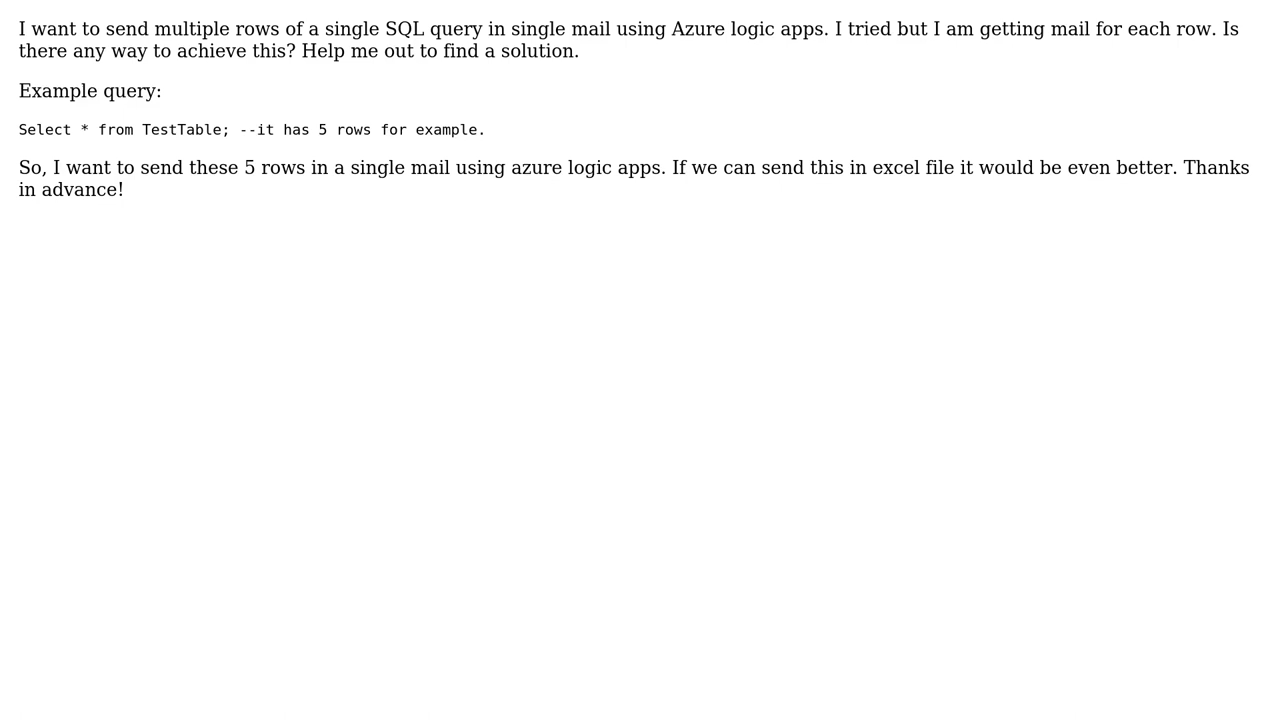 I want to send multiple rows of a single SQL query in single mail using Azure logic apps. I tried but I am getting mail for each row. Is
there any way to achieve this? Help me out to find a solution.
Example query:
Select * from TestTable; --it has 5 rows for example.
So, I want to send these 5 rows in a single mail using azure logic apps. If we can send this in excel file it would be even better. Thanks
in advance!